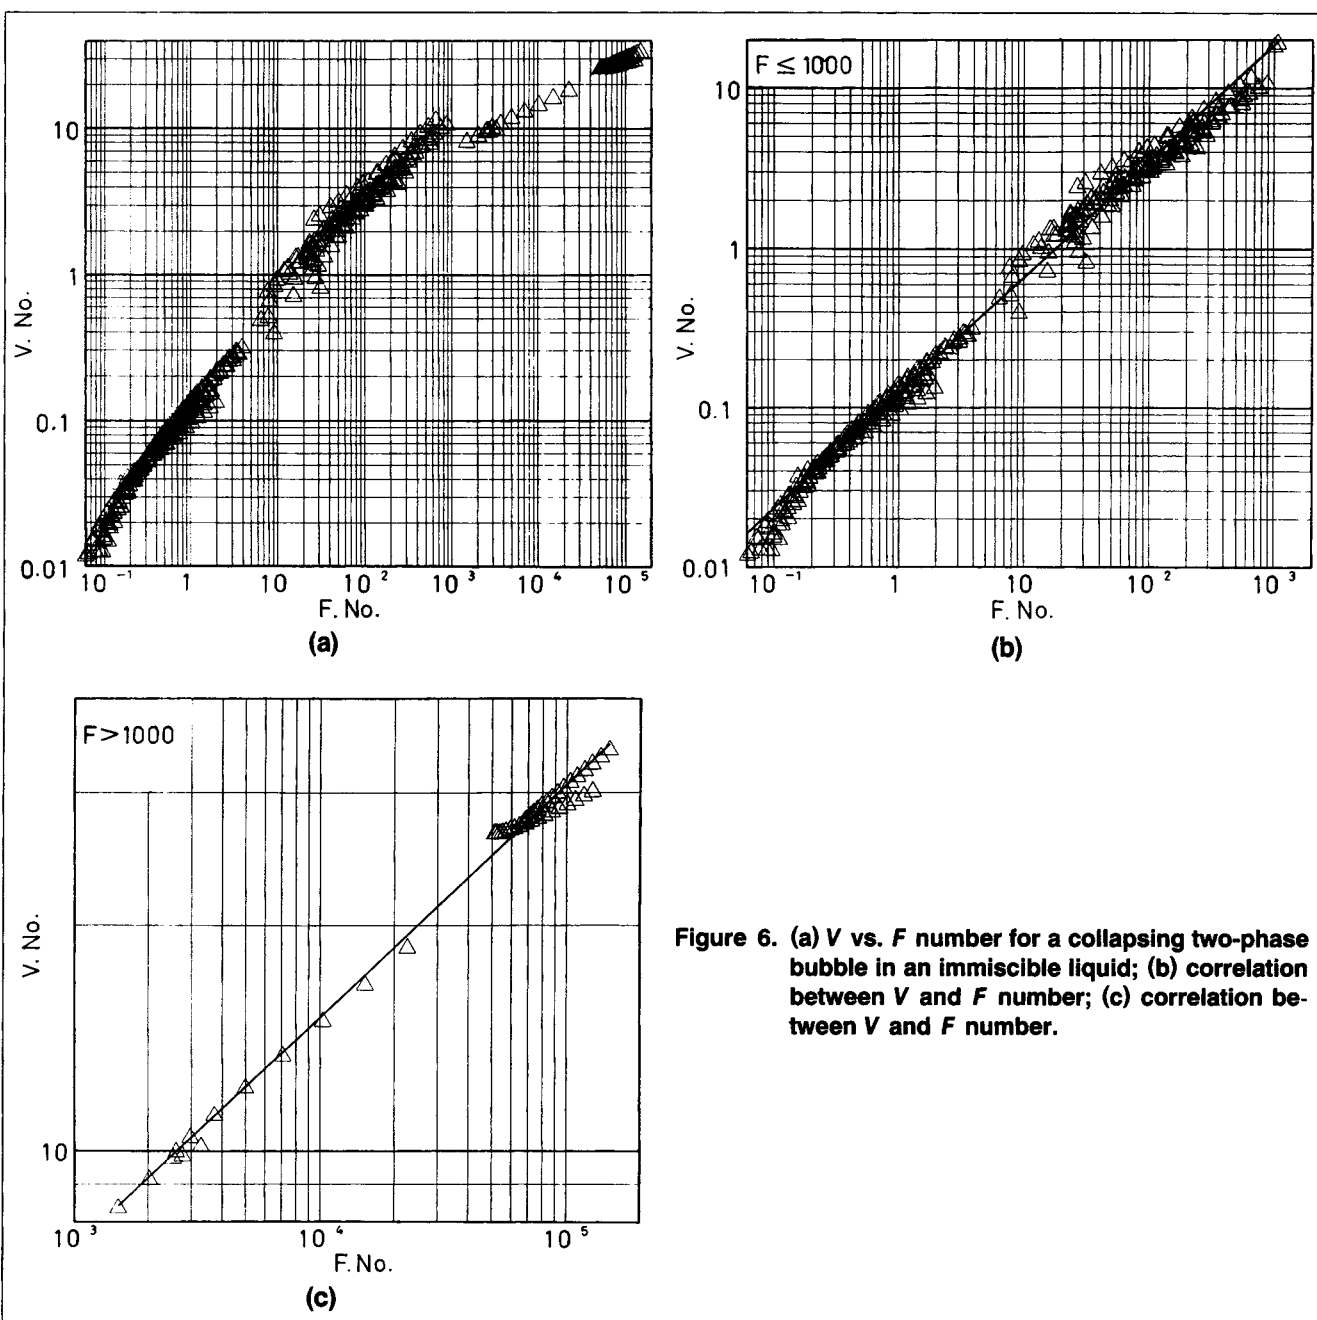 10
1
0.1
0.01
V. No.
10⁻¹ 1 10 10² 10³ 10⁴ 10⁵
F. No.
(a)
F ≤ 1000
10
1
0.1
0.01
V. No.
10⁻¹ 1 10 10² 10³
F. No.
(b)
F>1000
10
V. No.
10³ 10⁴ 10⁵
F. No.
(c)
Figure 6. (a) V vs. F number for a collapsing two-phase
bubble in an immiscible liquid; (b) correlation
between V and F number; (c) correlation be-
tween V and F number.